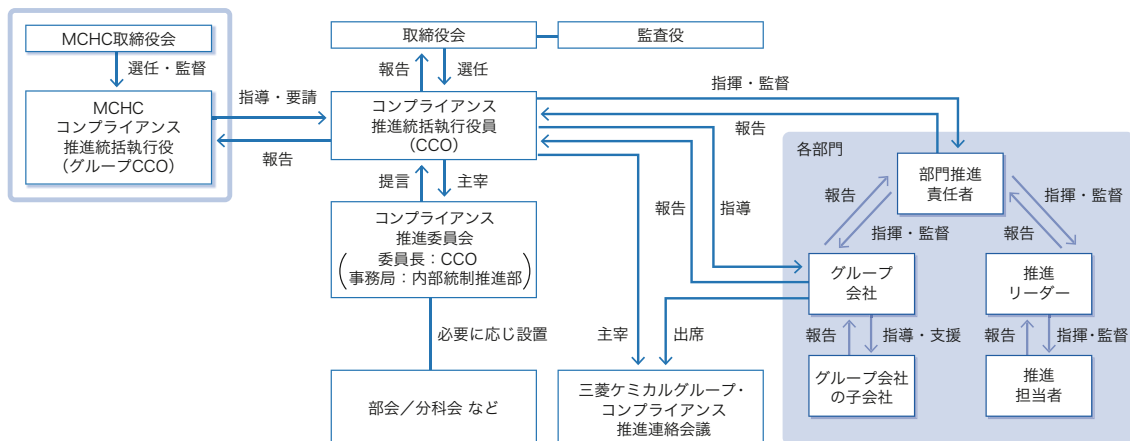 MCHC取締役会
選任・監督
MCHC
コンプライアンス
推進統括執行役
（グループCCO）
指導・要請
報告
取締役会
監査役
報告
選任
コンプライアンス
推進統括執行役員
（CCO）
提言
主宰
コンプライアンス
推進委員会
委員長：CCO
事務局：内部統制推進部
必要に応じ設置
部会／分科会 など
指揮・監督
報告
報告
指導
主宰
出席
三菱ケミカルグループ・
コンプライアンス
推進連絡会議
各部門
部門推進
責任者
報告
指揮・監督
指揮・監督
報告
グループ
会社
推進
リーダー
報告
指導・支援
報告
指揮・監督
グループ会社
の子会社
推進
担当者